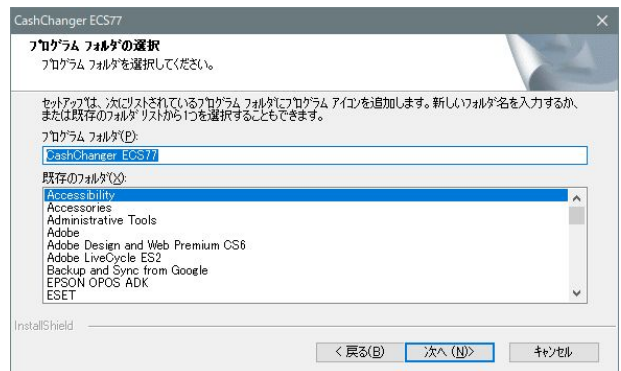 CashChanger ECS77
プログラム フォルダの選択
プログラム フォルダを選択してください。
セットアップは、次にリストされているプログラム フォルダにプログラム アイコンを追加します。新しいフォルダ名を入力するか、
または既存のフォルダ リストから1つを選択することもできます。
プログラム フォルダ(P):
CashChanger ECS77
既存のフォルダ(X):
Accessibility
Accessories
Administrative Tools
Adobe
Adobe Design and Web Premium CS6
Adobe LiveCycle ES2
Backup and Sync from Google
EPSON OPOS ADK
ESET
InstallShield
< 戻る(B) 次へ (N)> キャンセル